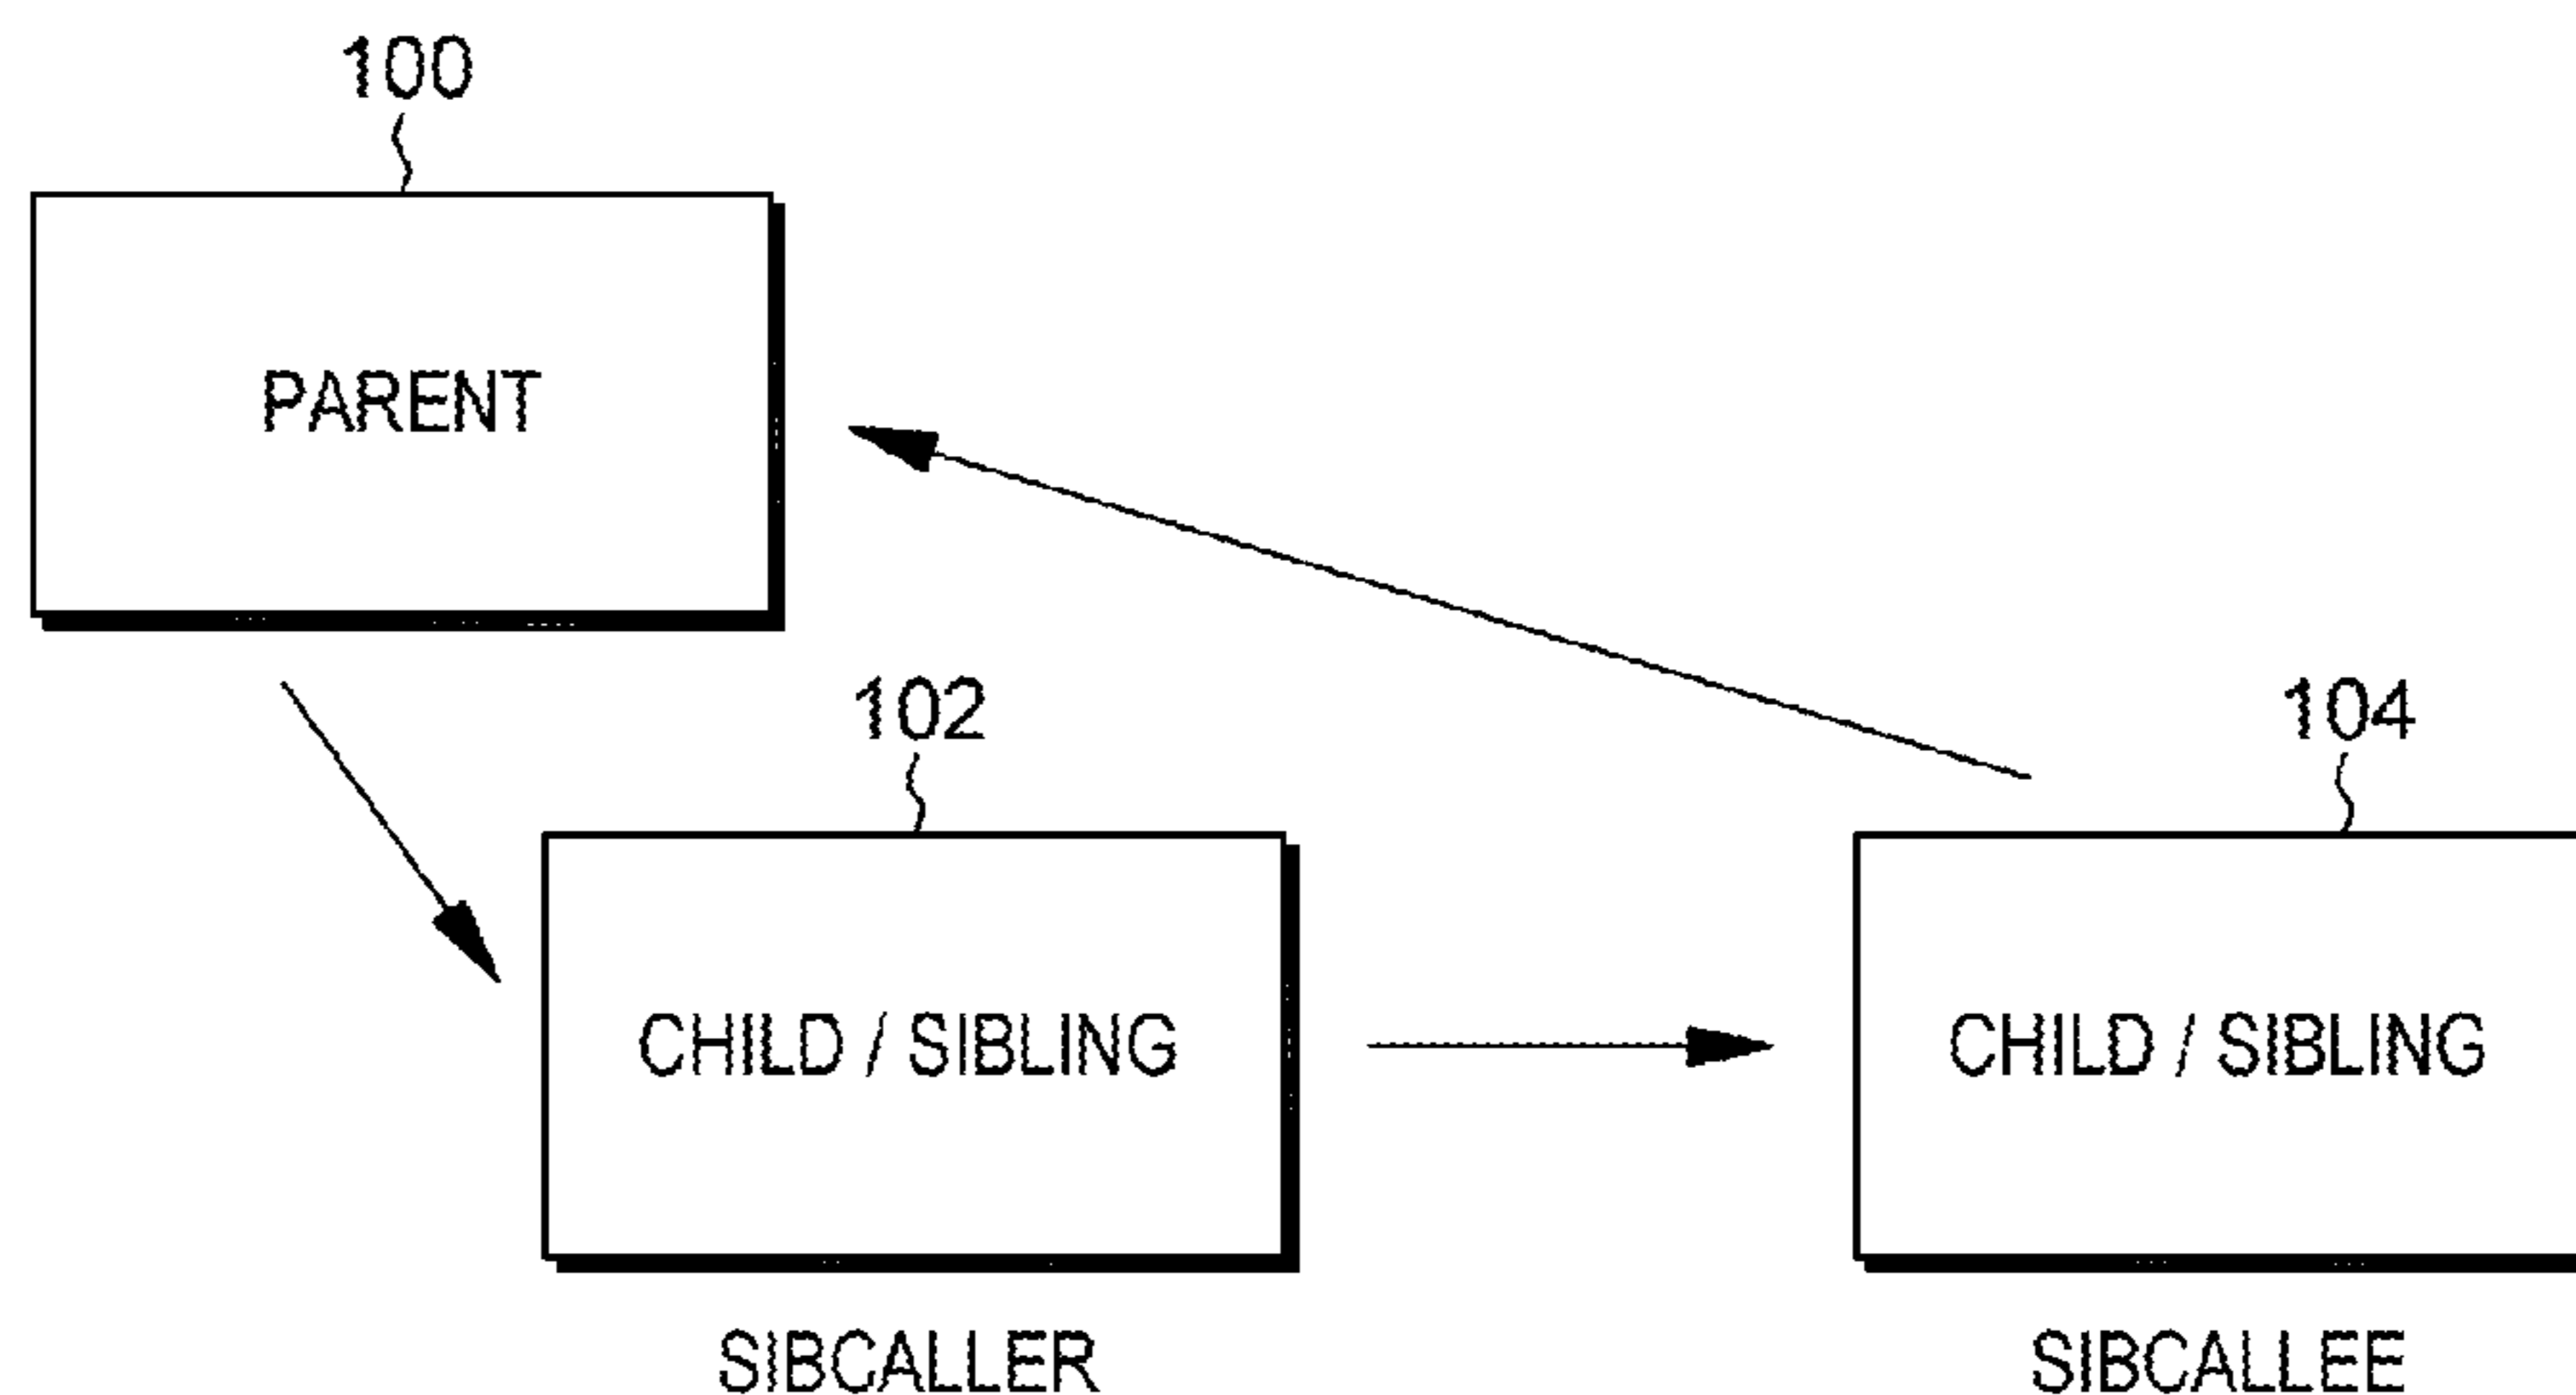 100
PARENT
102
104
CHILD / SIBLING
CHILD / SIBLING
SIBCALLER
SIBCALLEE